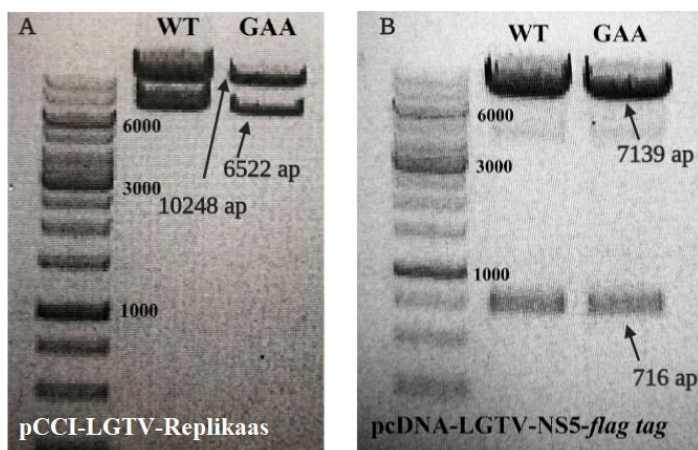 A
WT GAA
6000
6522 ap
3000
10248 ap
1000
pCCI-LGTV-Replikaas
B
WT GAA
6000
7139 ap
3000
1000
716 ap
pcDNA-LGTV-NS5-flag tag